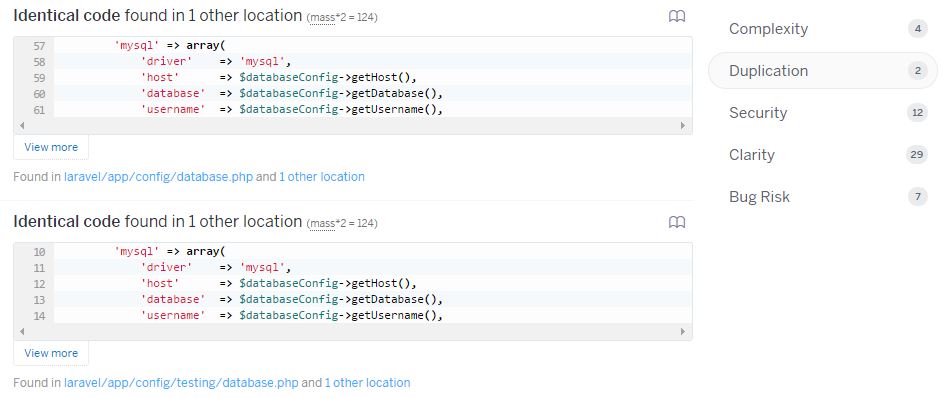 Identical code found in 1 other location (mass*2 = 124)
57 'mysql' => array(
58 'driver' => 'mysql',
59 'host' => $databaseConfig->getHost(),
60 'database' => $databaseConfig->getDatabase(),
61 'username' => $databaseConfig->getUsername(),
View more
Found in laravel/app/config/database.php and 1 other location
Identical code found in 1 other location (mass*2 = 124)
10 'mysql' => array(
11 'driver' => 'mysql',
12 'host' => $databaseConfig->getHost(),
13 'database' => $databaseConfig->getDatabase(),
14 'username' => $databaseConfig->getUsername(),
View more
Found in laravel/app/config/testing/database.php and 1 other location
Complexity 4
Duplication 2
Security 12
Clarity 29
Bug Risk 7